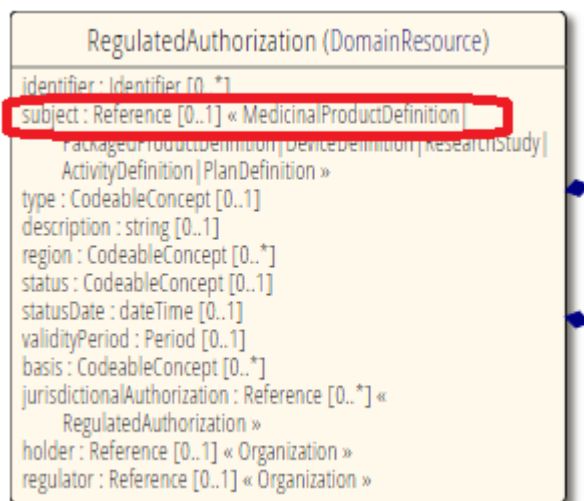 RegulatedAuthorization (DomainResource)
identifier : Identifier [0..*]
subject : Reference [0..1] « MedicinalProductDefinition|
PackagedProductDefinition|DeviceDefinition|ResearchStudy|
ActivityDefinition|PlanDefinition »
type : CodeableConcept [0..1]
description : string [0..1]
region : CodeableConcept [0..*]
status : CodeableConcept [0..1]
statusDate : dateTime [0..1]
validityPeriod : Period [0..1]
basis : CodeableConcept [0..*]
jurisdictionalAuthorization : Reference [0..*] «
RegulatedAuthorization »
holder : Reference [0..1] « Organization »
regulator : Reference [0..1] « Organization »